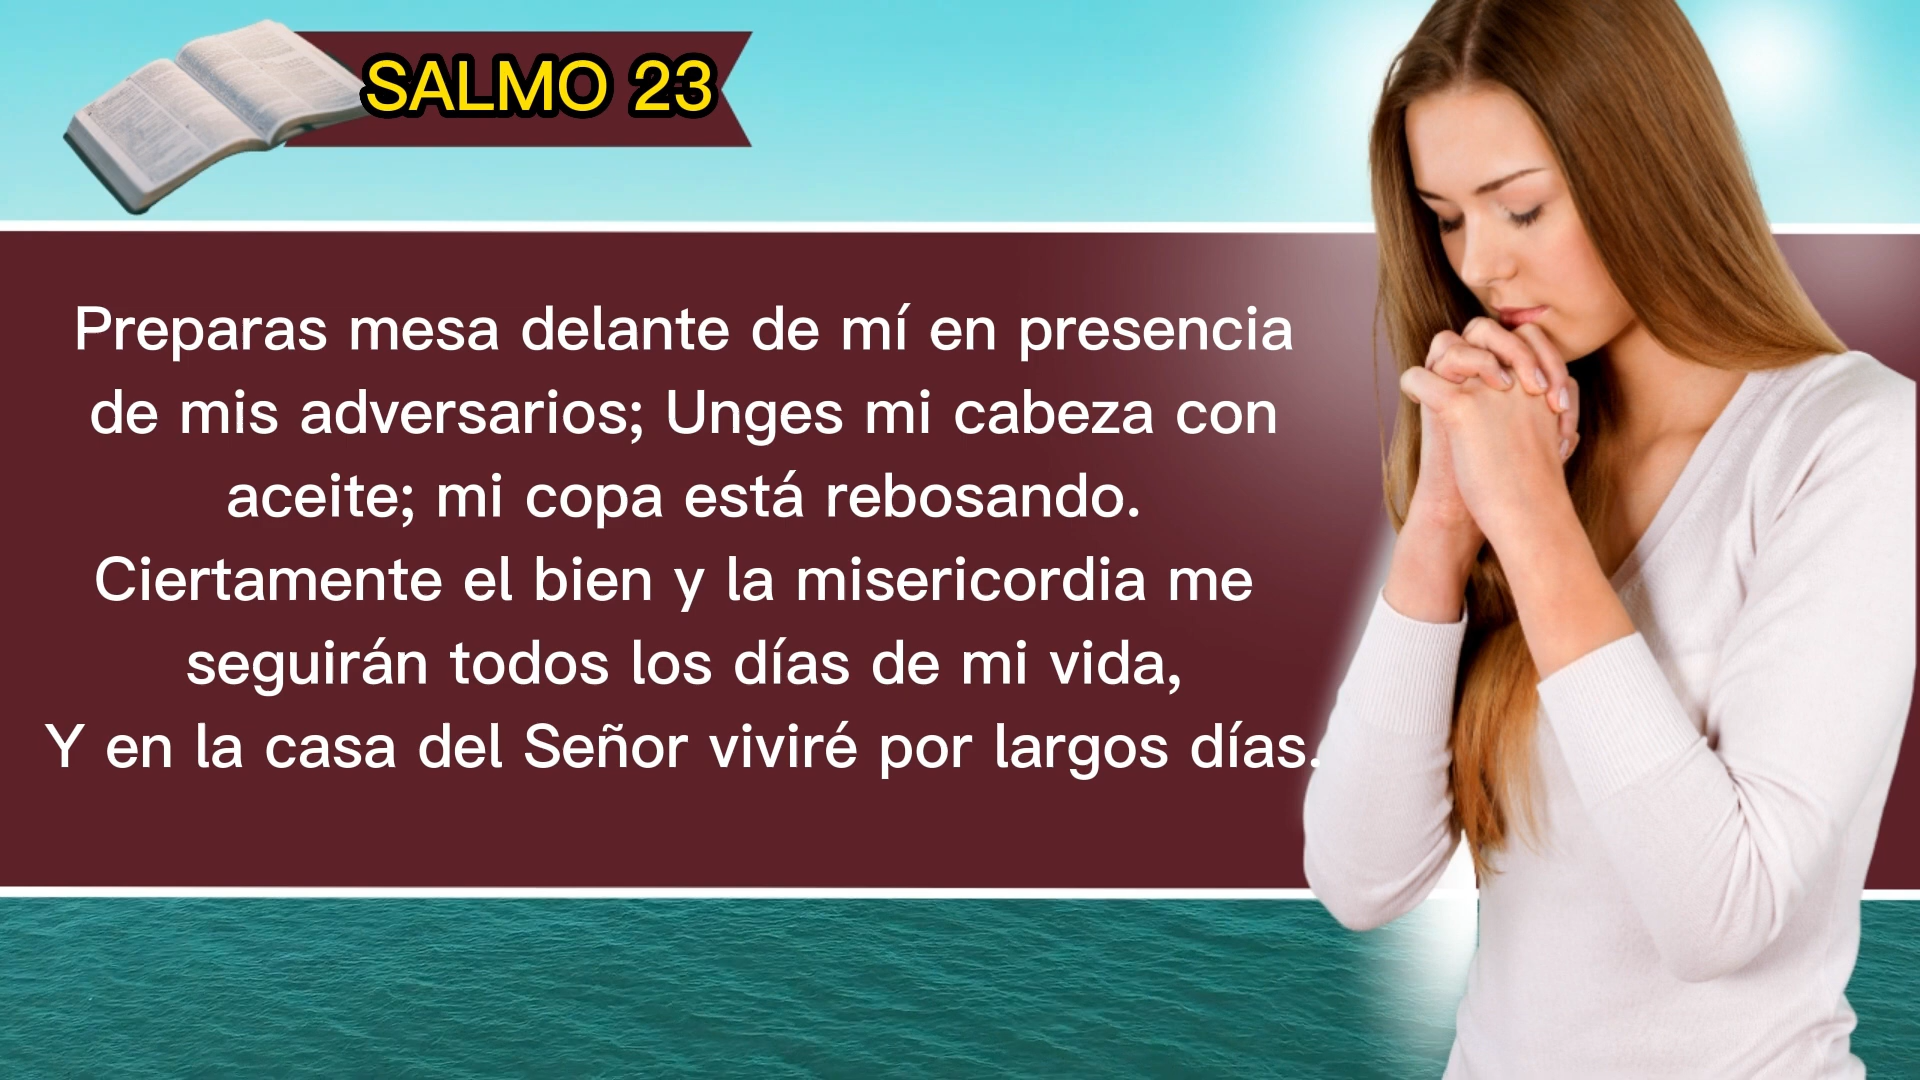 SALMO 23
Preparas mesa delante de mí en presencia
de mis adversarios; Unges mi cabeza con
aceite; mi copa está rebosando.
Ciertamente el bien y la misericordia me
seguirán todos los días de mi vida,
Y en la casa del Señor viviré por largos días.